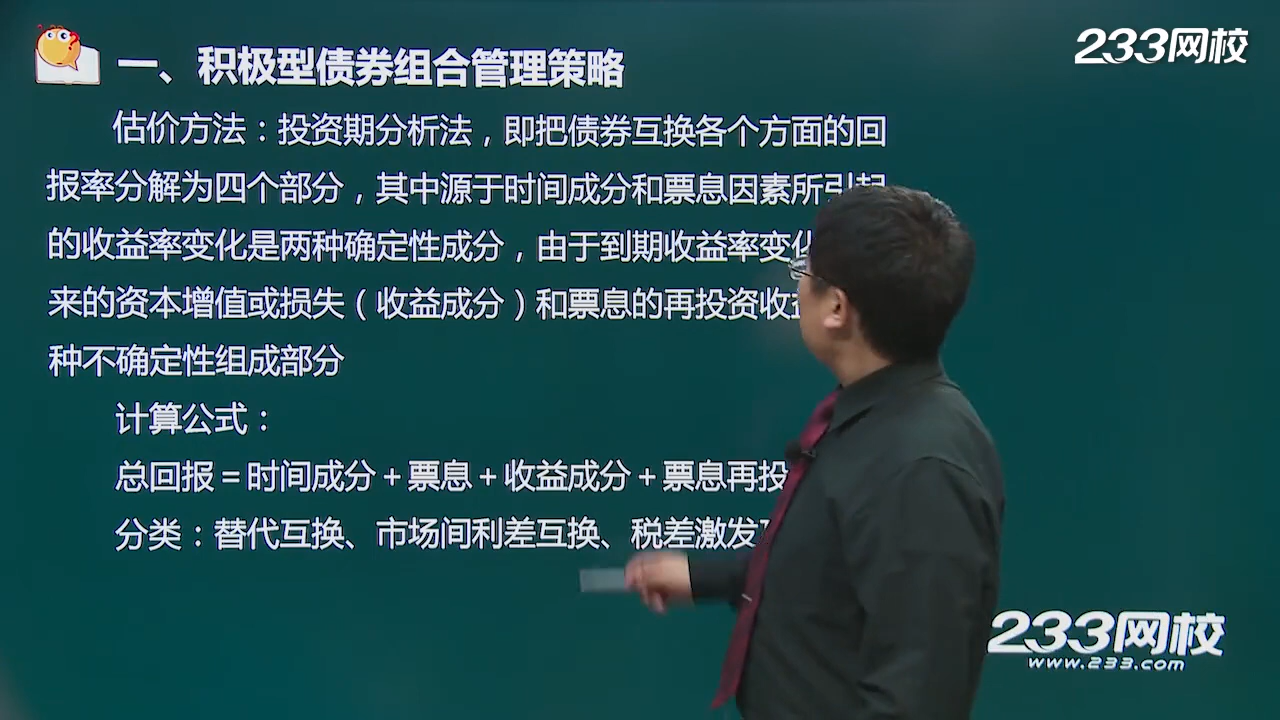 233网校
一、积极型债券组合管理策略
估价方法：投资期分析法，即把债券互换各个方面的回
报率分解为四个部分，其中源于时间成分和票息因素所引起
的收益率变化是两种确定性成分，由于到期收益率变化
来的资本增值或损失（收益成分）和票息的再投资收益
种不确定性组成部分
计算公式：
总回报＝时间成分＋票息＋收益成分＋票息再投
分类：替代互换、市场间利差互换、税差激发
233网校
www.233.com